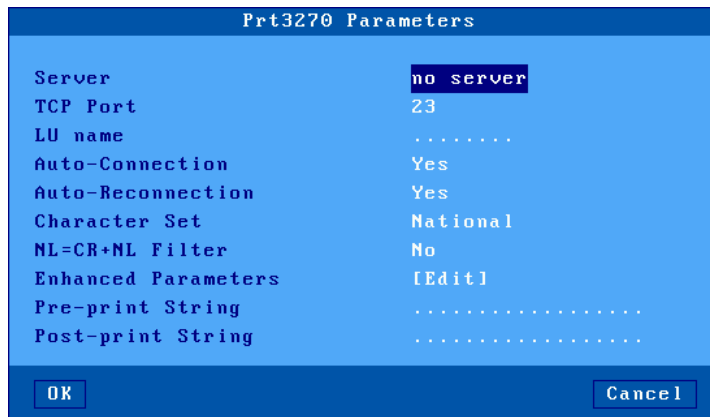 Prt3270 Parameters
Server no server
TCP Port 23
LU name ........
Auto-Connection Yes
Auto-Reconnection Yes
Character Set National
NL=CR+NL Filter No
Enhanced Parameters [Edit]
Pre-print String ..................
Post-print String ..................
OK Cancel